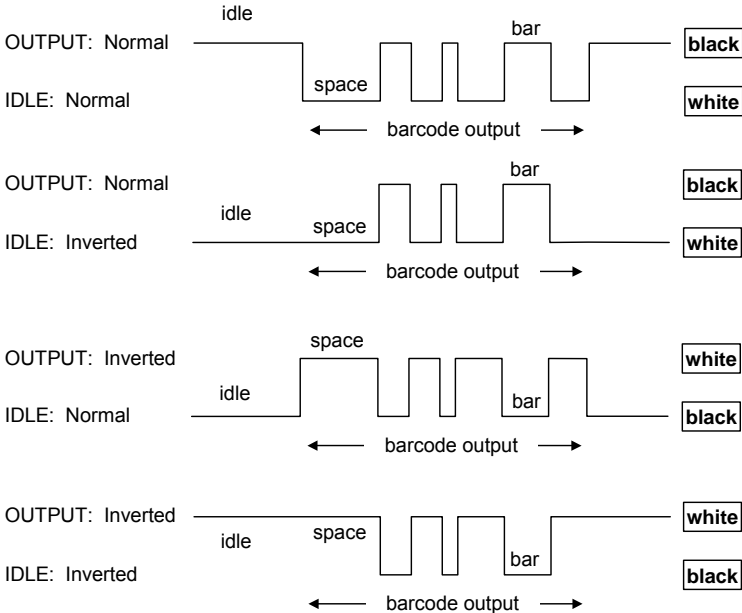 idle
OUTPUT: Normal
bar
black
IDLE: Normal
space
white
barcode output
OUTPUT: Normal
bar
black
idle
IDLE: Inverted
space
white
barcode output
space
OUTPUT: Inverted
white
idle
IDLE: Normal
bar
black
barcode output
OUTPUT: Inverted
white
idle
space
IDLE: Inverted
bar
black
barcode output